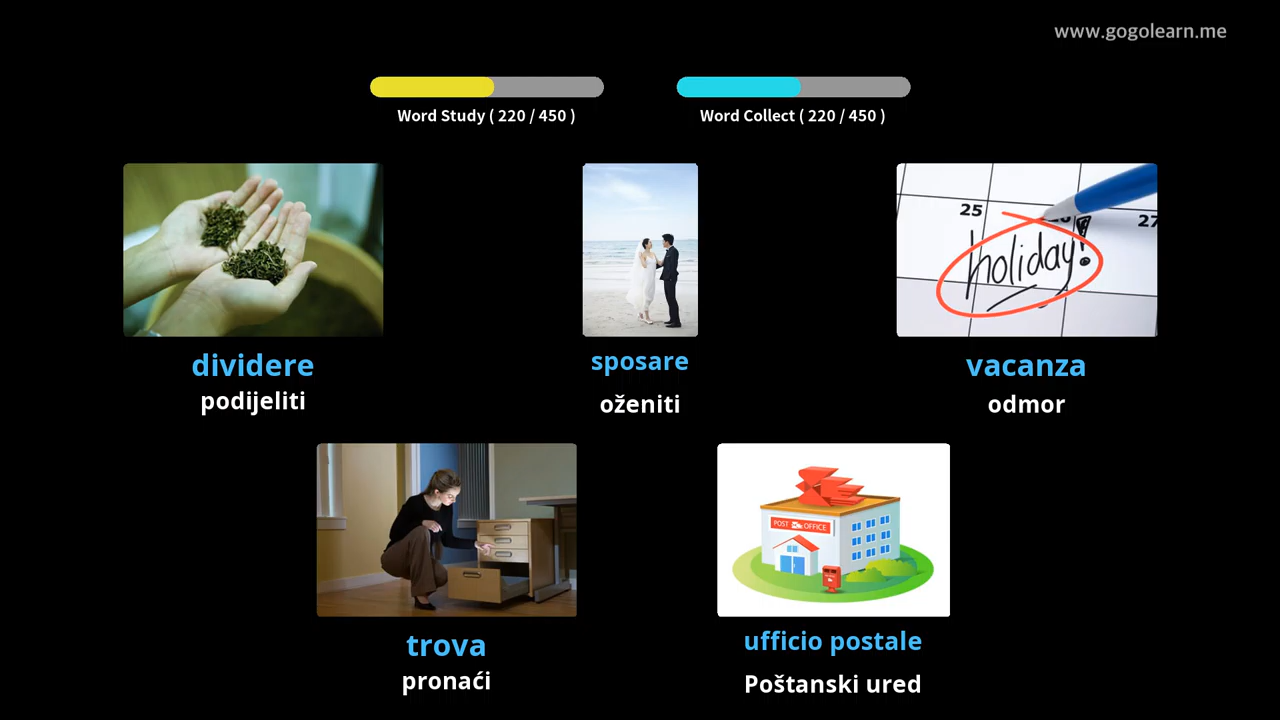 www.gogolearn.me
Word Study ( 220 / 450 )
Word Collect ( 220 / 450 )
25
27
holiday!
dividere
podijeliti
sposare
oženiti
vacanza
odmor
POST OFFICE
trova
pronaći
ufficio postale
Poštanski ured